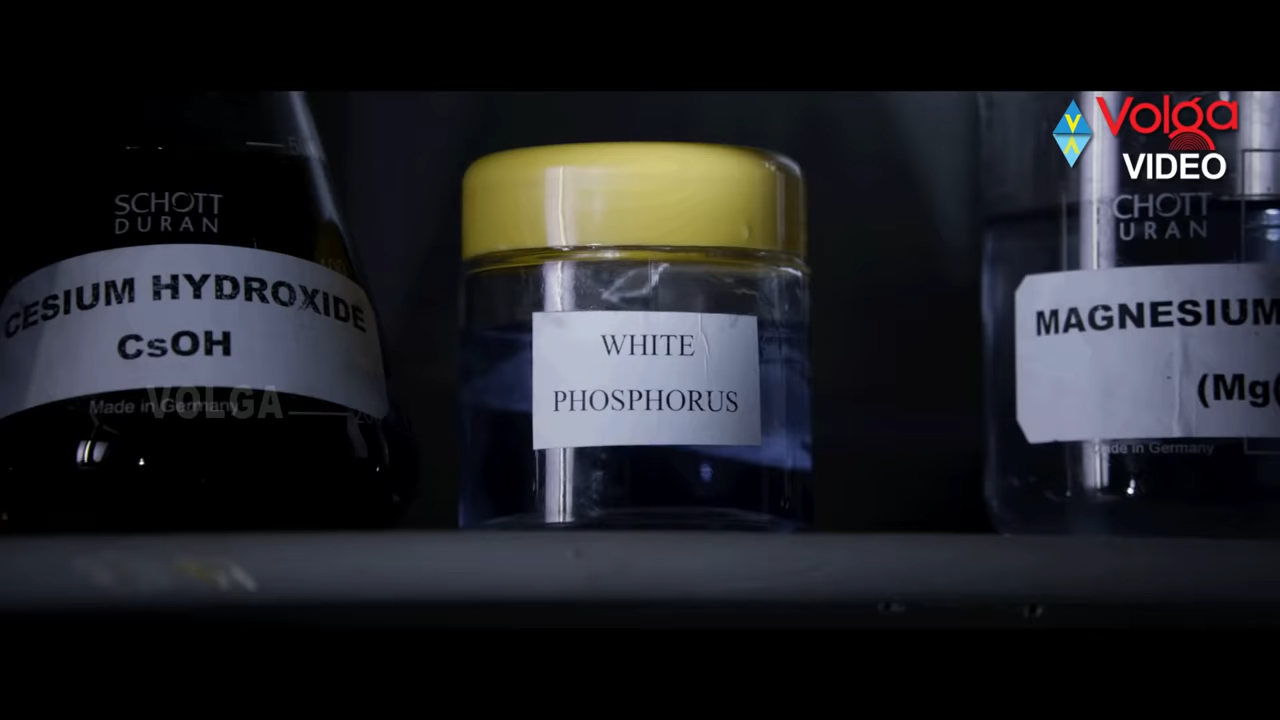 Volga
VIDEO
SCHOTT
DURAN
CESIUM HYDROXIDE
CsOH
Made in Germany
VOLGA
WHITE
PHOSPHORUS
SCHOTT
DURAN
MAGNESIUM
(Mg(
Made in Germany